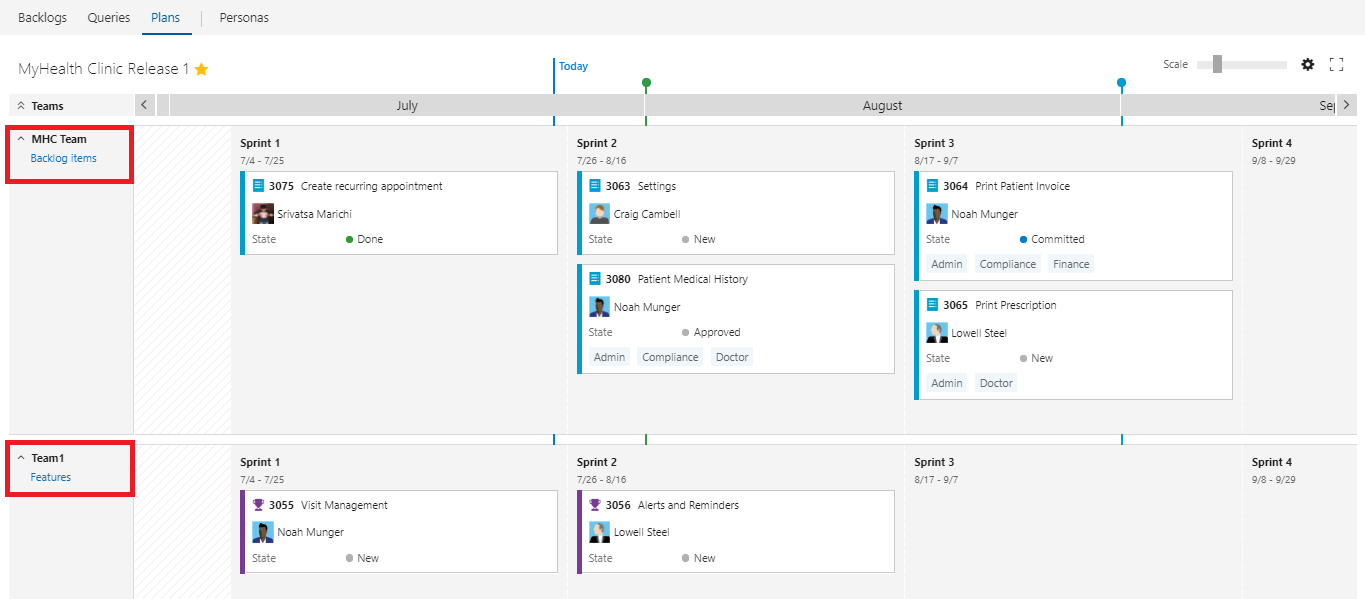 Backlogs Queries Plans Personas
MyHealth Clinic Release 1
Today
Scale
Teams
July August Sep
MHC Team
Backlog items
Sprint 1 Sprint 2 Sprint 3 Sprint 4
7/4 - 7/25 7/26 - 8/16 8/17 - 9/7 9/8 - 9/29
3075 Create recurring appointment
Srivatsa Marichi
State Done
3063 Settings
Craig Cambell
State New
3080 Patient Medical History
Noah Munger
State Approved
Admin Compliance Doctor
3064 Print Patient Invoice
Noah Munger
State Committed
Admin Compliance Finance
3065 Print Prescription
Lowell Steel
State New
Admin Doctor
Team1
Features
Sprint 1 Sprint 2 Sprint 3 Sprint 4
7/4 - 7/25 7/26 - 8/16 8/17 - 9/7 9/8 - 9/29
3055 Visit Management
Noah Munger
State New
3056 Alerts and Reminders
Lowell Steel
State New